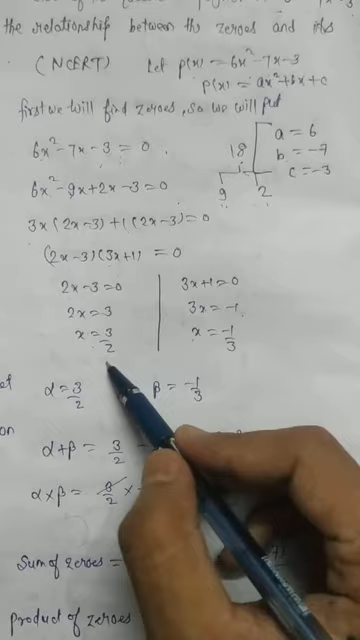 the relationship between the zeroes and its
(NCERT) Let p(x) = 6x²-7x-3
p(x) = ax²+bx+c
first we will find zeroes, so we will put
6x²-7x-3=0
18
9 2
a = 6
b = -7
c = -3
6x²-9x+2x-3=0
3x(2x-3)+1(2x-3)=0
(2x-3)(3x+1) = 0
2x-3=0
2x=3
x=3/2
3x+1=0
3x=-1
x=-1/3
α=3/2 β=-1/3
α+β = 3/2
α×β = 3/2 ×
Sum of zeroes =
product of zeroes